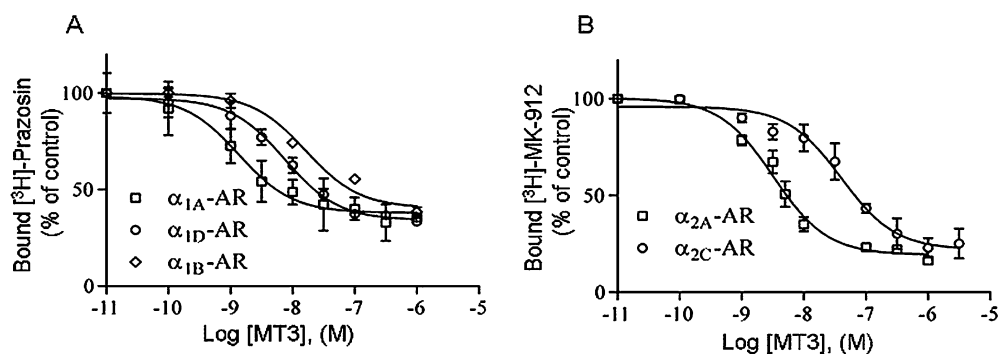 A
Bound [³H]-Prazosin
(% of control)
100
50
0
α1A-AR
α1D-AR
α1B-AR
-11 -10 -9 -8 -7 -6 -5
Log [MT3], (M)
B
Bound [³H]-MK-912
(% of control)
100
50
0
α2A-AR
α2C-AR
-11 -10 -9 -8 -7 -6 -5
Log [MT3], (M)